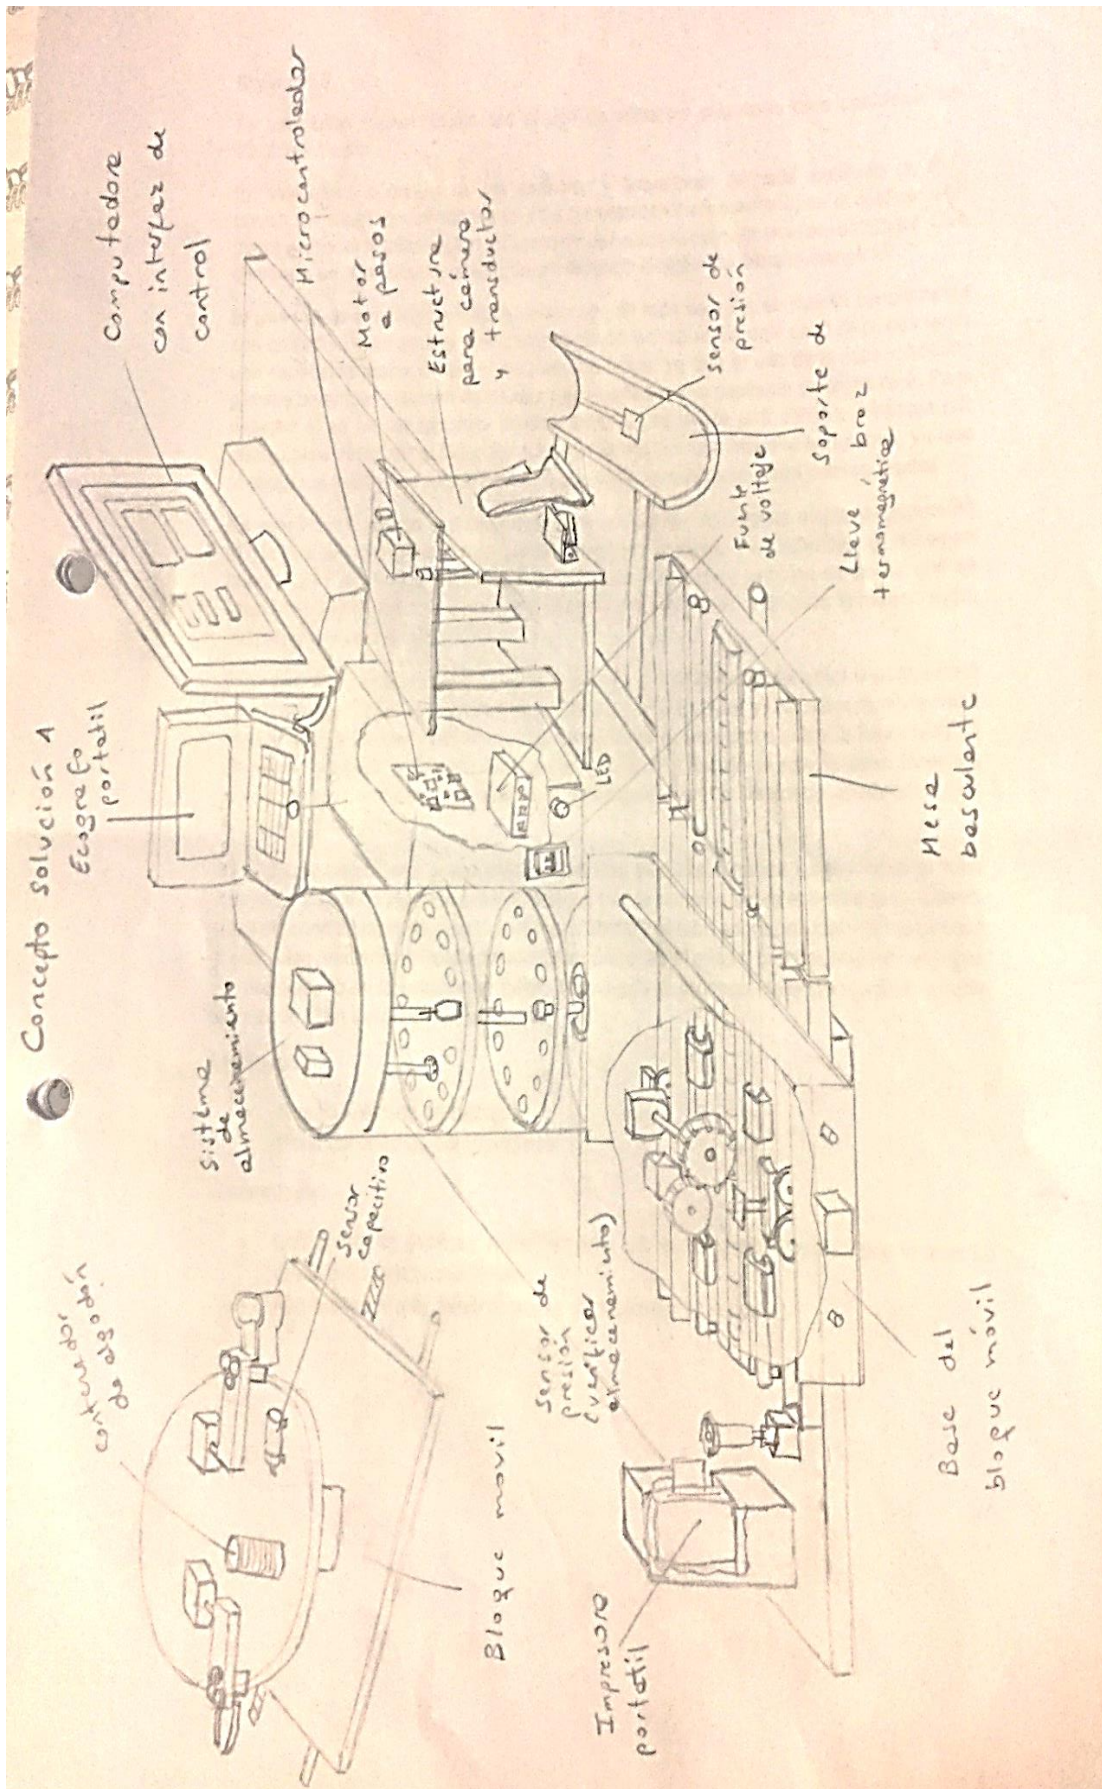 Concepto solución 1
Ecografo
portatil
Computadora
con interfaz de
control
Sistema
de
almacenamiento
contenedor
de algodón
sensor
capacitivo
Microcontrolador
Motor
a pasos
Estructura
para cámara
y transductor
sensor de
presión
Soporte de
braz
Fuente
de voltaje
Llave
termomagnética
LED
Bloque movil
Sensor de
presión
(verificar
almacenamiento)
Mesa
basculante
Impresora
portatil
Base del
bloque móvil